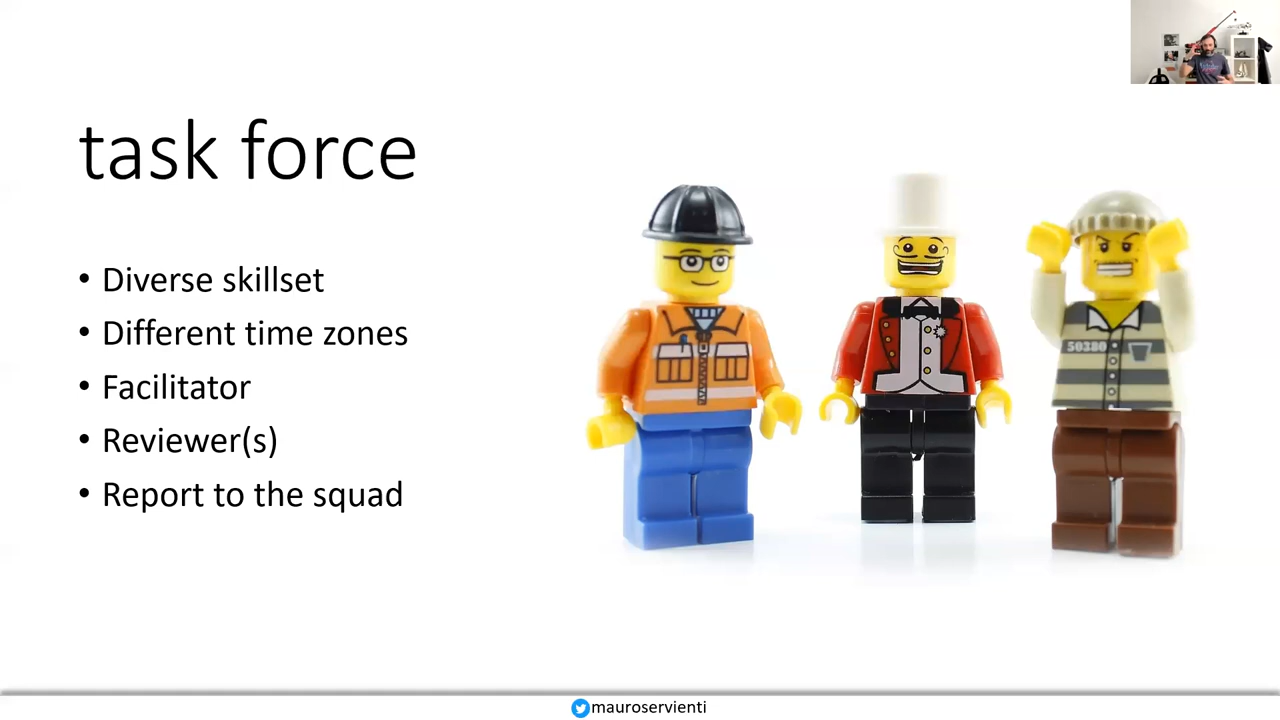 task force
• Diverse skillset
• Different time zones
• Facilitator
• Reviewer(s)
• Report to the squad
50380
mauroservienti